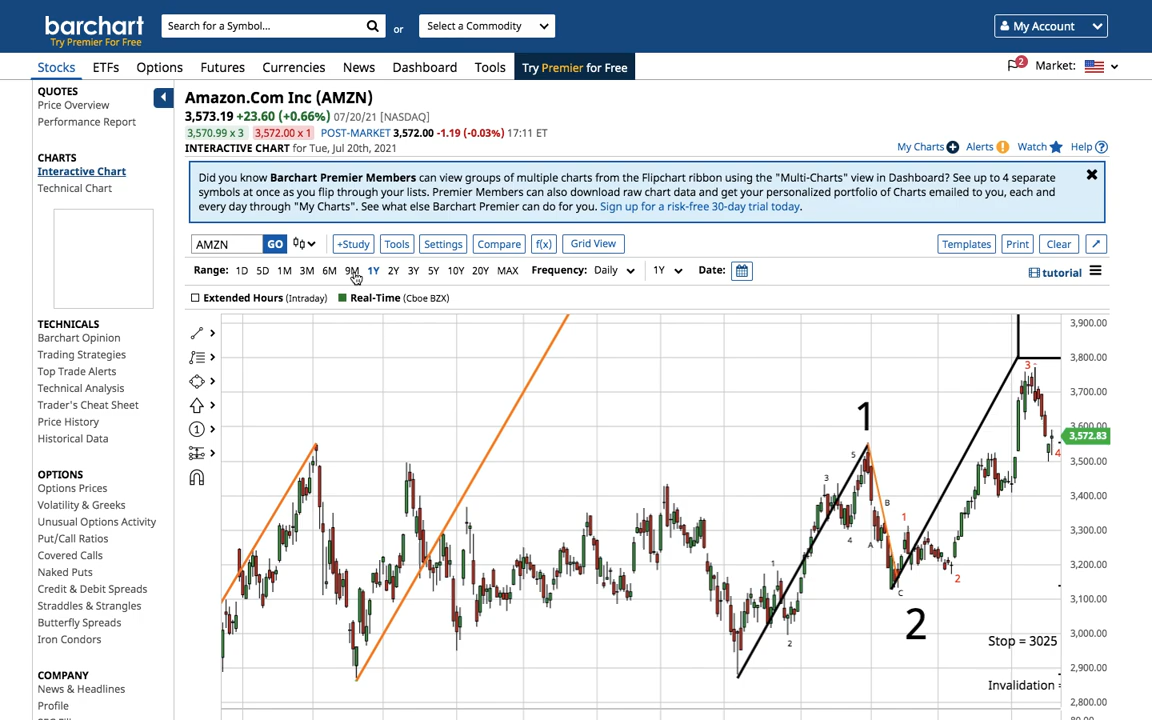 barchart
Try Premier For Free
Search for a Symbol...
or
Select a Commodity
My Account
Stocks ETFs Options Futures Currencies News Dashboard Tools Try Premier for Free
2 Market:
QUOTES
Price Overview
Performance Report
CHARTS
Interactive Chart
Technical Chart
TECHNICALS
Barchart Opinion
Trading Strategies
Top Trade Alerts
Technical Analysis
Trader's Cheat Sheet
Price History
Historical Data
OPTIONS
Options Prices
Volatility & Greeks
Unusual Options Activity
Put/Call Ratios
Covered Calls
Naked Puts
Credit & Debit Spreads
Straddles & Strangles
Butterfly Spreads
Iron Condors
COMPANY
News & Headlines
Profile
Amazon.Com Inc (AMZN)
3,573.19 +23.60 (+0.66%) 07/20/21 [NASDAQ]
3,570.99 x 3 3,572.00 x 1 POST-MARKET 3,572.00 -1.19 (-0.03%) 17:11 ET
INTERACTIVE CHART for Tue, Jul 20th, 2021
My Charts Alerts Watch Help
Did you know Barchart Premier Members can view groups of multiple charts from the Flipchart ribbon using the "Multi-Charts" view in Dashboard? See up to 4 separate
symbols at once as you flip through your lists. Premier Members can also download raw chart data and get your personalized portfolio of Charts emailed to you, each and
every day through "My Charts". See what else Barchart Premier can do for you. Sign up for a risk-free 30-day trial today.
AMZN GO +Study Tools Settings Compare f(x) Grid View Templates Print Clear
Range: 1D 5D 1M 3M 6M 9M 1Y 2Y 3Y 5Y 10Y 20Y MAX Frequency: Daily 1Y Date:
tutorial
Extended Hours (Intraday) Real-Time (Cboe BZX)
3,900.00
3,800.00
3,700.00
3,600.00
3,572.83
3,500.00
3,400.00
3,300.00
3,200.00
3,100.00
3,000.00
2,900.00
2,800.00
1
2
3
4
5
1
2
3
4
A
B
C
1
2
Stop = 3025
Invalidation =